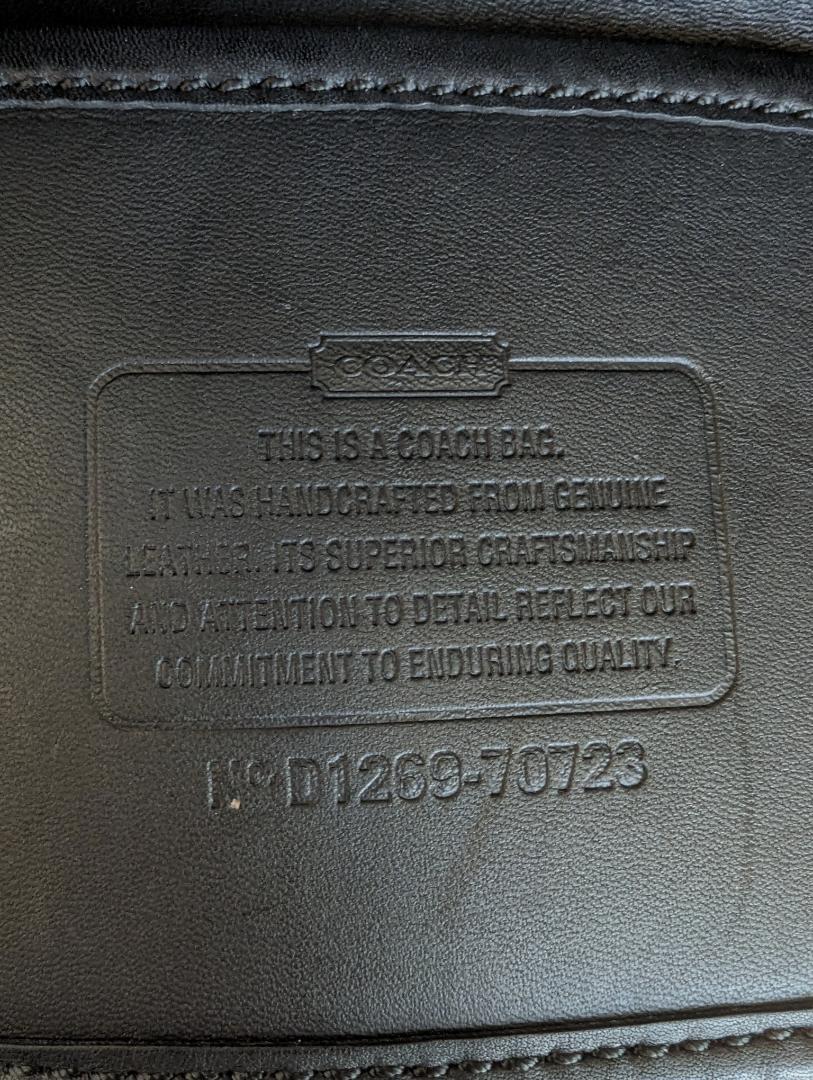 COACH
THIS IS A COACH BAG.
IT WAS HANDCRAFTED FROM GENUINE
LEATHER. ITS SUPERIOR CRAFTSMANSHIP
AND ATTENTION TO DETAIL REFLECT OUR
COMMITMENT TO ENDURING QUALITY.
Nº D1269-70723